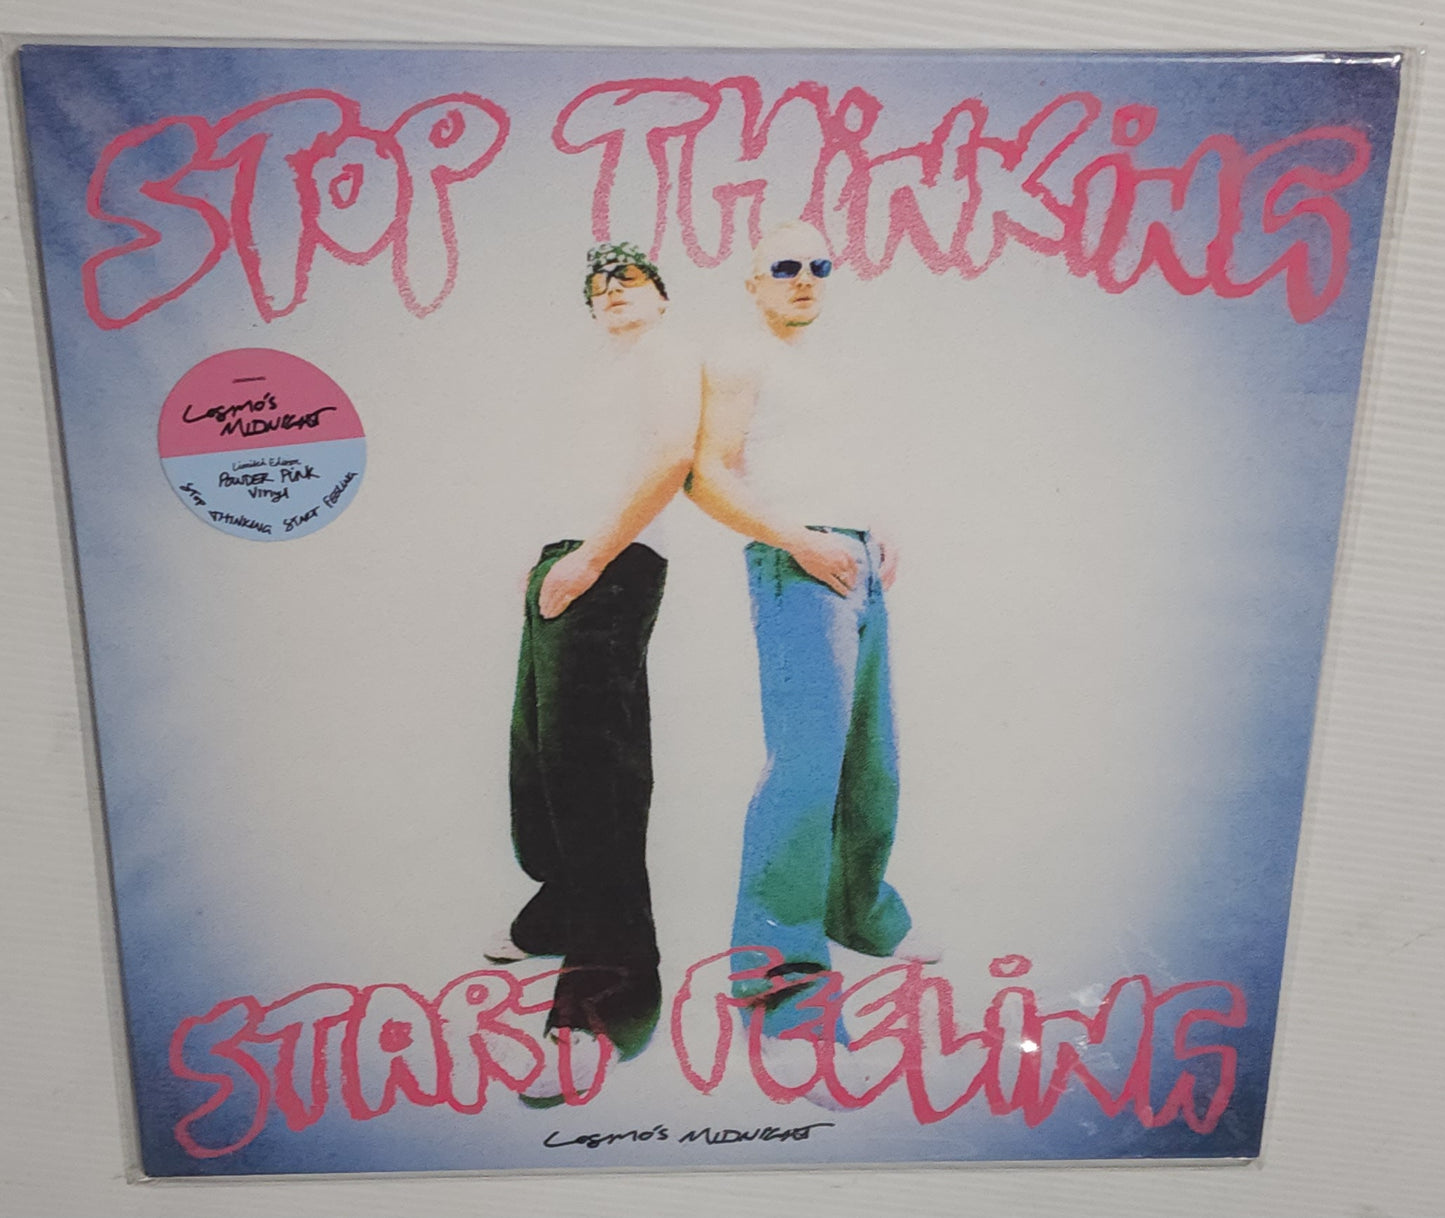 STOP THiNKiNG
Cosmo's
MIDNIGHT
Limited Edition
POWDER PiNK
Vinyl
STOP THINKING START FEELING
START FEELiNG
Cosmo's MIDNIGHT